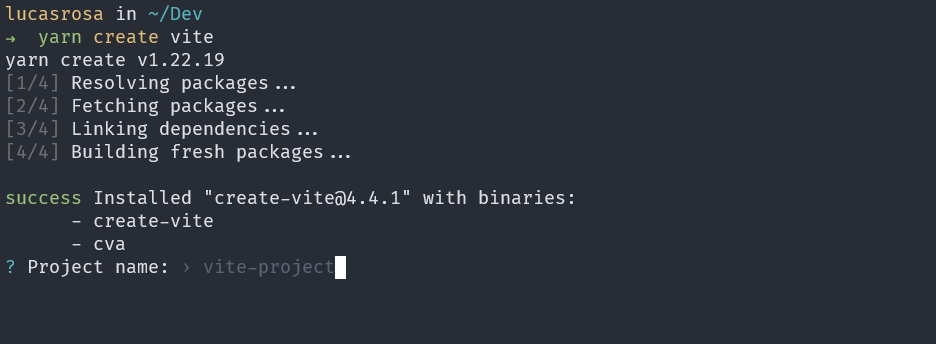 lucasrosa in ~/Dev
→ yarn create vite
yarn create v1.22.19
[1/4] Resolving packages...
[2/4] Fetching packages...
[3/4] Linking dependencies...
[4/4] Building fresh packages...
success Installed "create-vite@4.4.1" with binaries:
- create-vite
- cva
? Project name: › vite-project